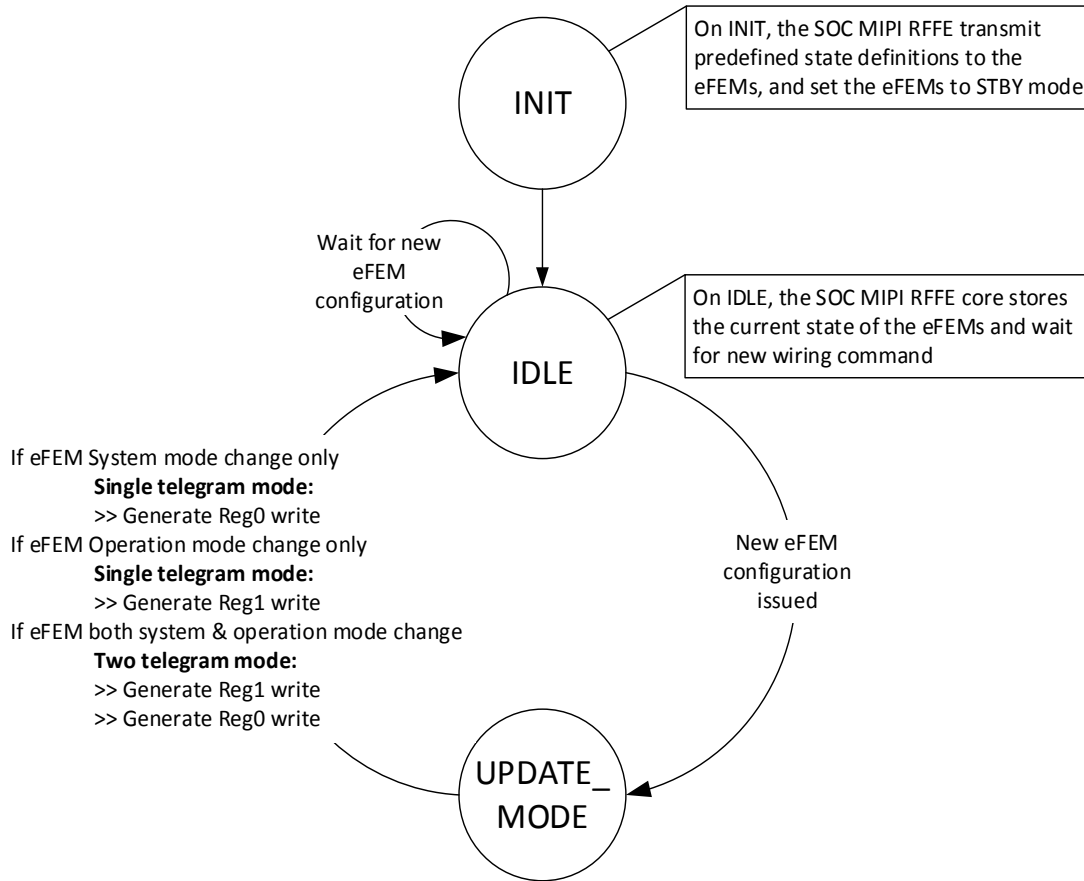 On INIT, the SOC MIPI RFFE transmit
predefined state definitions to the
eFEMs, and set the eFEMs to STBY mode
INIT
Wait for new
eFEM
configuration
On IDLE, the SOC MIPI RFFE core stores
the current state of the eFEMs and wait
for new wiring command
IDLE
If eFEM System mode change only
Single telegram mode:
>> Generate Reg0 write
If eFEM Operation mode change only
Single telegram mode:
>> Generate Reg1 write
If eFEM both system & operation mode change
Two telegram mode:
>> Generate Reg1 write
>> Generate Reg0 write
New eFEM
configuration
issued
UPDATE_
MODE